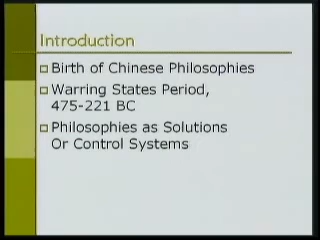 Introduction
Birth of Chinese Philosophies
Warring States Period,
475-221 BC
Philosophies as Solutions
Or Control Systems